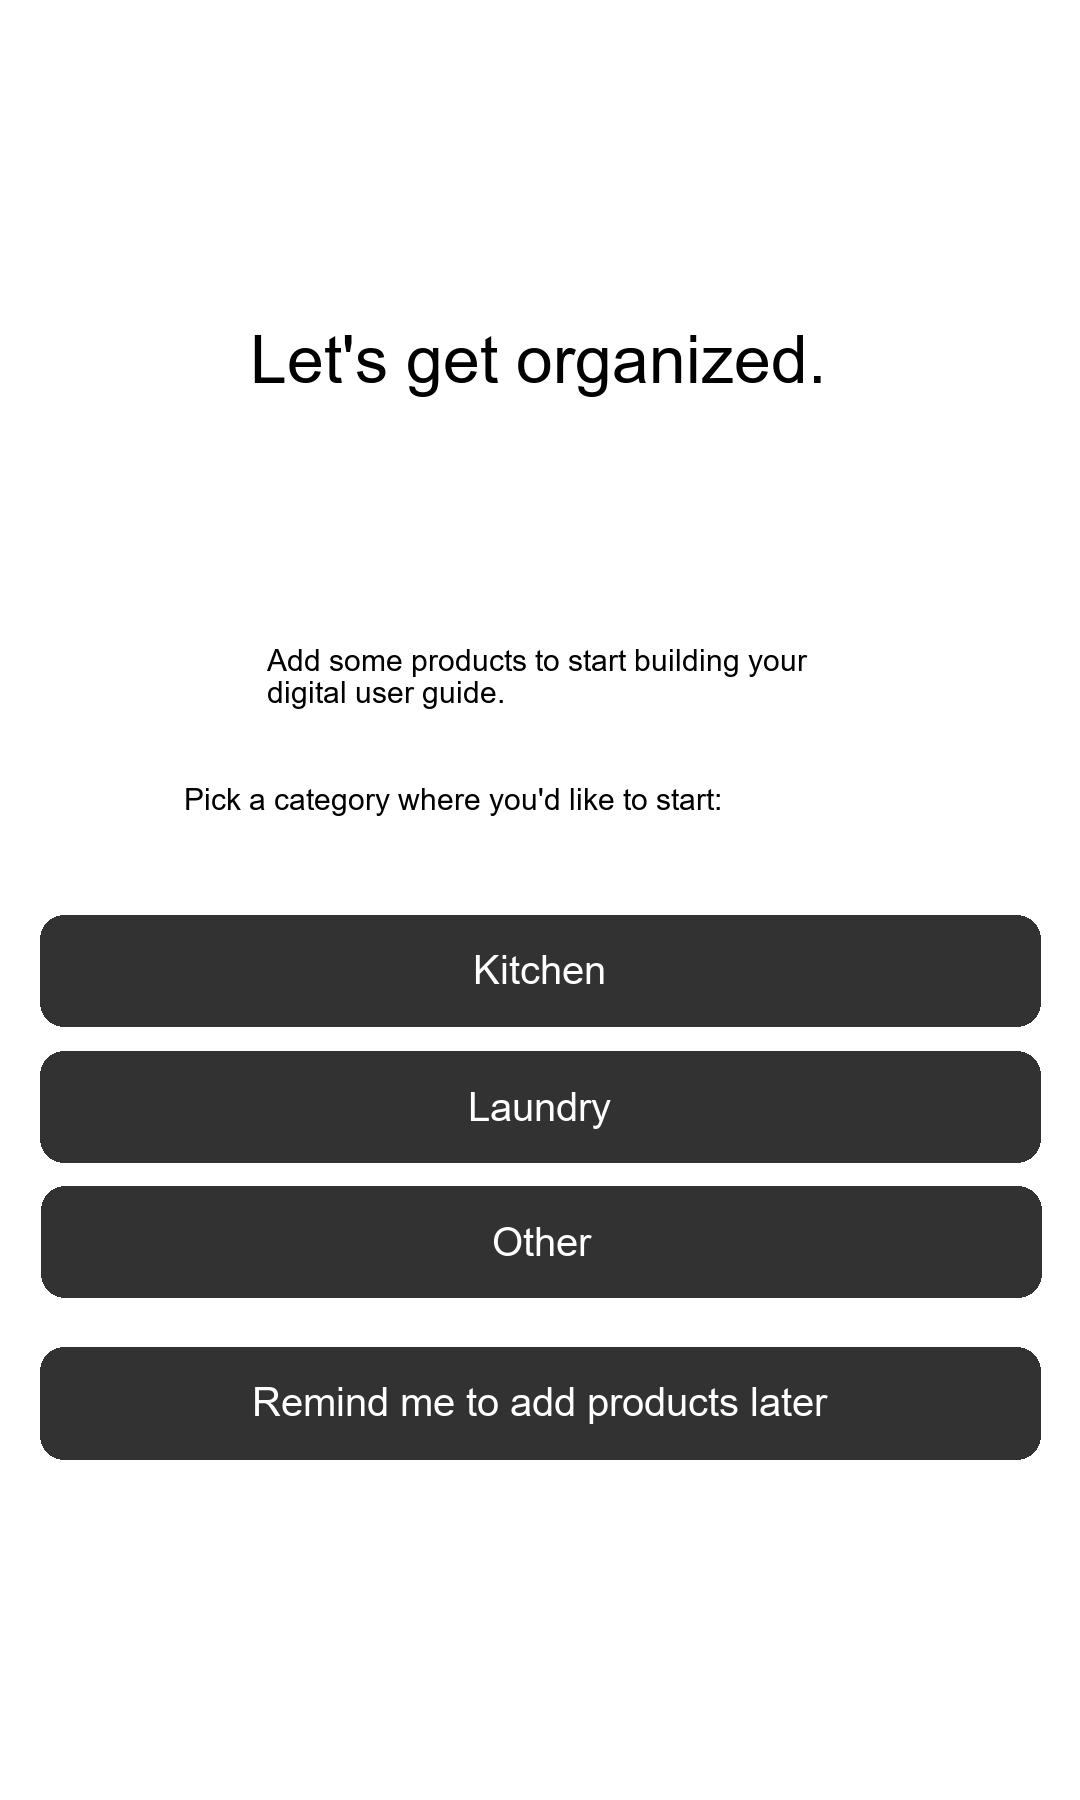 Let's get organized.
Add some products to start building your
digital user guide.
Pick a category where you'd like to start:
Kitchen
Laundry
Other
Remind me to add products later